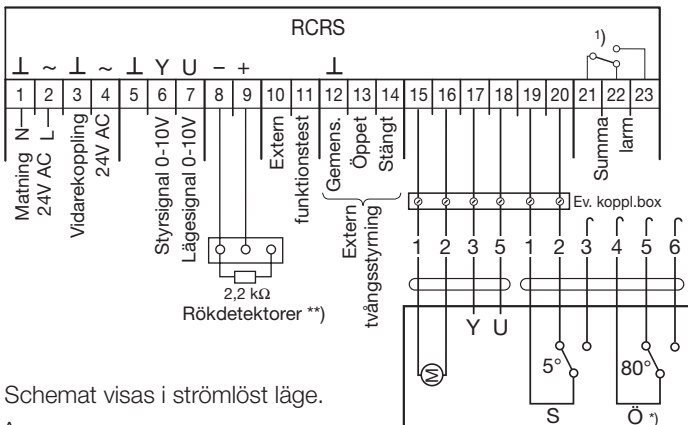 RCRS
1)
⊥ ~ ⊥ ~ ⊥ Y U − + ⊥
1 2 3 4 5 6 7 8 9 10 11 12 13 14 15 16 17 18 19 20 21 22 23
Matning N
24V AC L
Vidarekoppling
24V AC
Styrsignal 0-10V
Lägesignal 0-10V
Extern
funktionstest
Gemens.
Öppet
Stängt
Extern
tvångsstyrning
Summa
larm
Ev. koppl.box
1 2 3 5 1 2 3 4 5 6
2,2 kΩ
Rökdetektorer **)
Y U
M
5°
80°
S
Ö *)
Schemat visas i strömlöst läge.